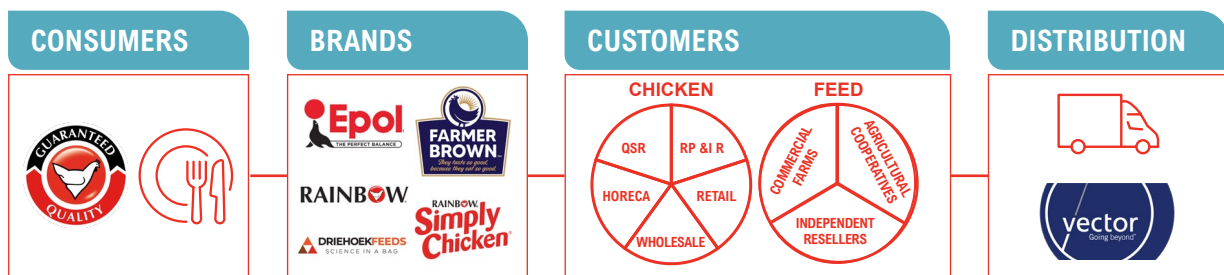 CONSUMERS
BRANDS
CUSTOMERS
DISTRIBUTION
GUARANTEED
QUALITY
Epol
THE PERFECT BALANCE
FARMER
BROWN
They taste so good,
because they eat so good.
RAINBOW
DRIEHOEKFEEDS
SCIENCE IN A BAG
RAINBOW
Simply
Chicken
CHICKEN
QSR
RP &I R
HORECA
RETAIL
WHOLESALE
FEED
COMMERCIAL
FARMS
AGRICULTURAL
COOPERATIVES
INDEPENDENT
RESELLERS
vector
Going beyond